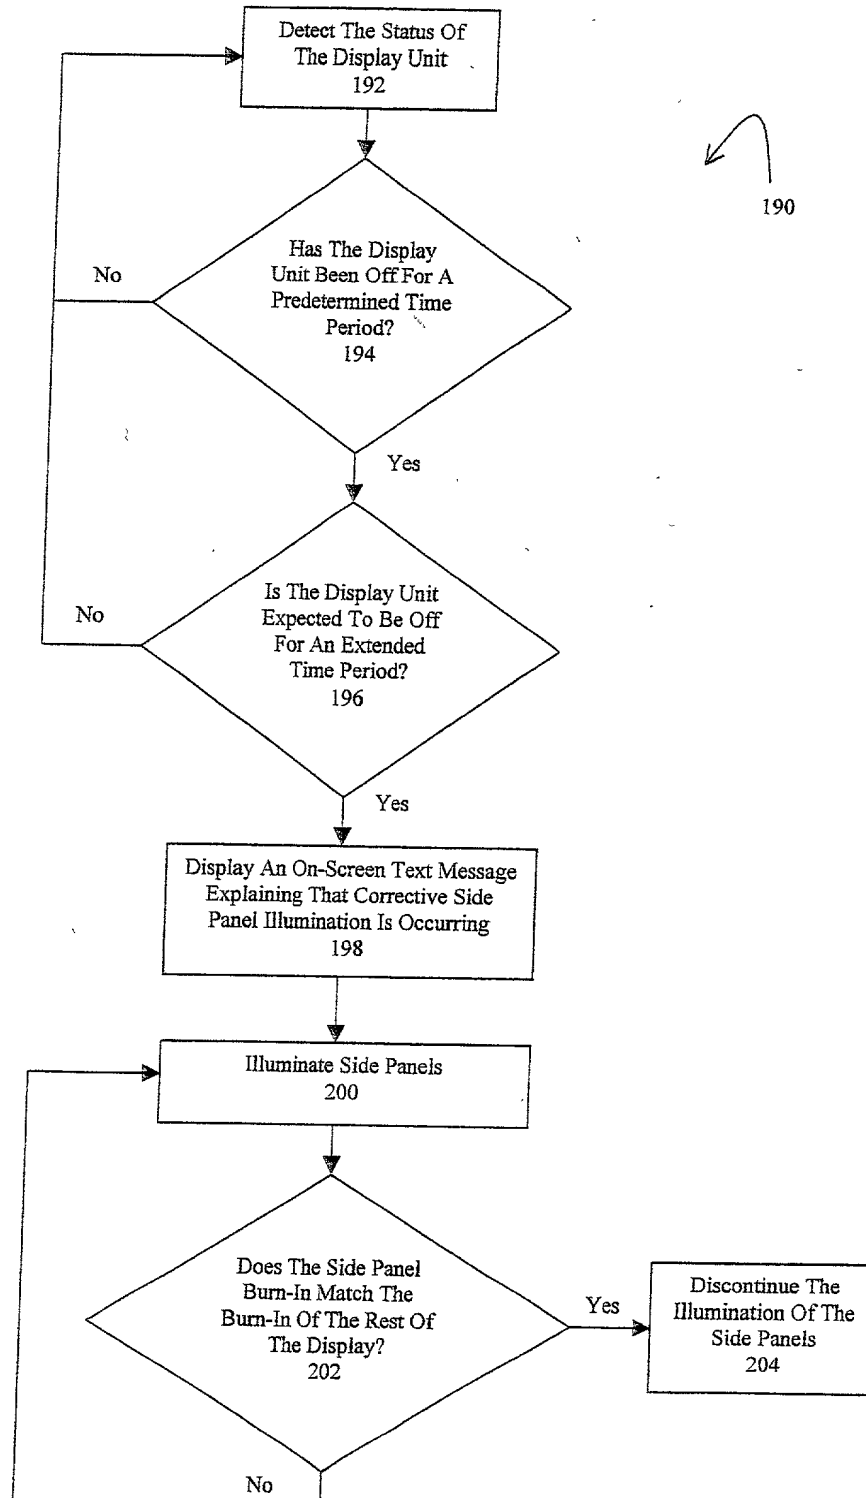 Detect The Status Of
The Display Unit
192
190
Has The Display
Unit Been Off For A
Predetermined Time
Period?
194
No
Yes
Is The Display Unit
Expected To Be Off
For An Extended
Time Period?
196
No
Yes
Display An On-Screen Text Message
Explaining That Corrective Side
Panel Illumination Is Occurring
198
Illuminate Side Panels
200
Does The Side Panel
Burn-In Match The
Burn-In Of The Rest Of
The Display?
202
Yes
Discontinue The
Illumination Of The
Side Panels
204
No